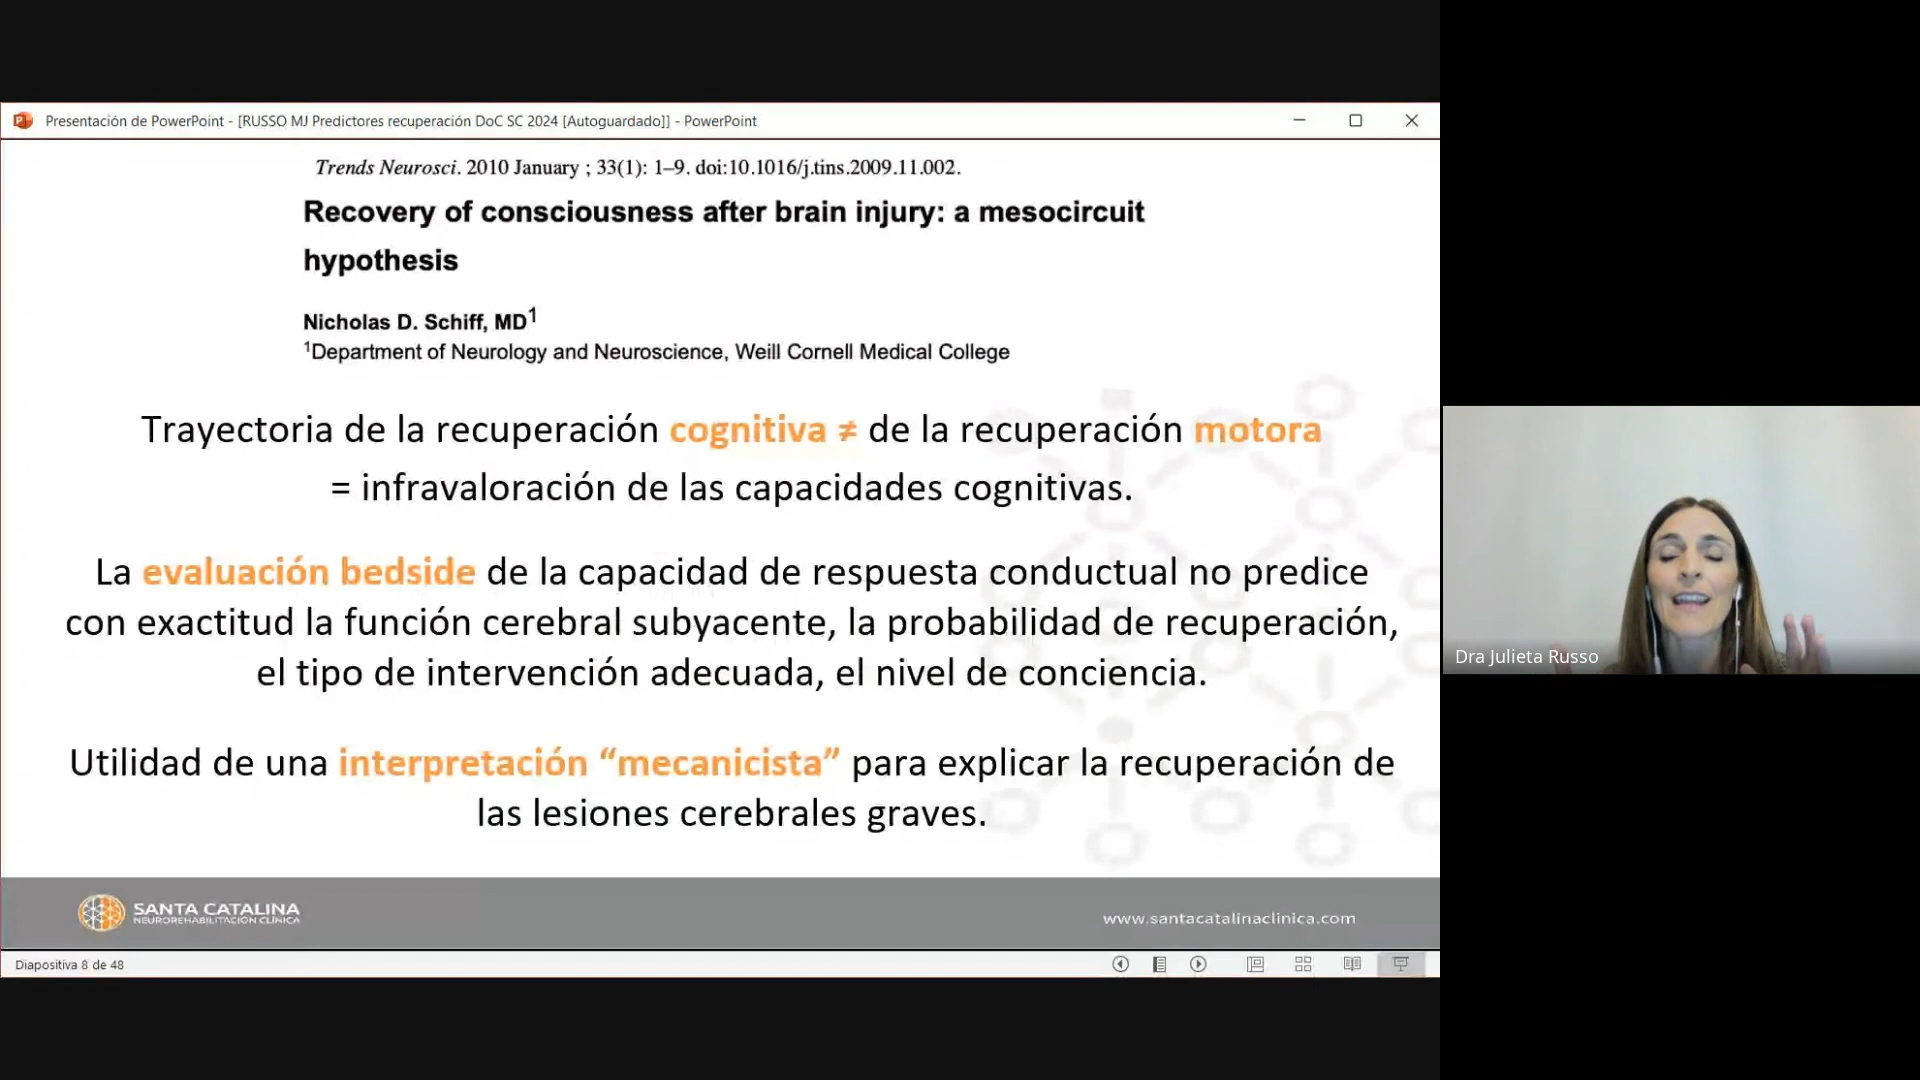 Presentación de PowerPoint - [RUSSO MJ Predictores recuperación DoC SC 2024 [Autoguardado]] - PowerPoint
Trends Neurosci. 2010 January ; 33(1): 1–9. doi:10.1016/j.tins.2009.11.002.
Recovery of consciousness after brain injury: a mesocircuit
hypothesis
Nicholas D. Schiff, MD1
1Department of Neurology and Neuroscience, Weill Cornell Medical College
Trayectoria de la recuperación cognitiva ≠ de la recuperación motora
= infravaloración de las capacidades cognitivas.
La evaluación bedside de la capacidad de respuesta conductual no predice
con exactitud la función cerebral subyacente, la probabilidad de recuperación,
el tipo de intervención adecuada, el nivel de conciencia.
Utilidad de una interpretación “mecanicista” para explicar la recuperación de
las lesiones cerebrales graves.
SANTA CATALINA
NEUROREHABILITACIÓN CLÍNICA
www.santacatalinaclinica.com
Diapositiva 8 de 48
Dra Julieta Russo